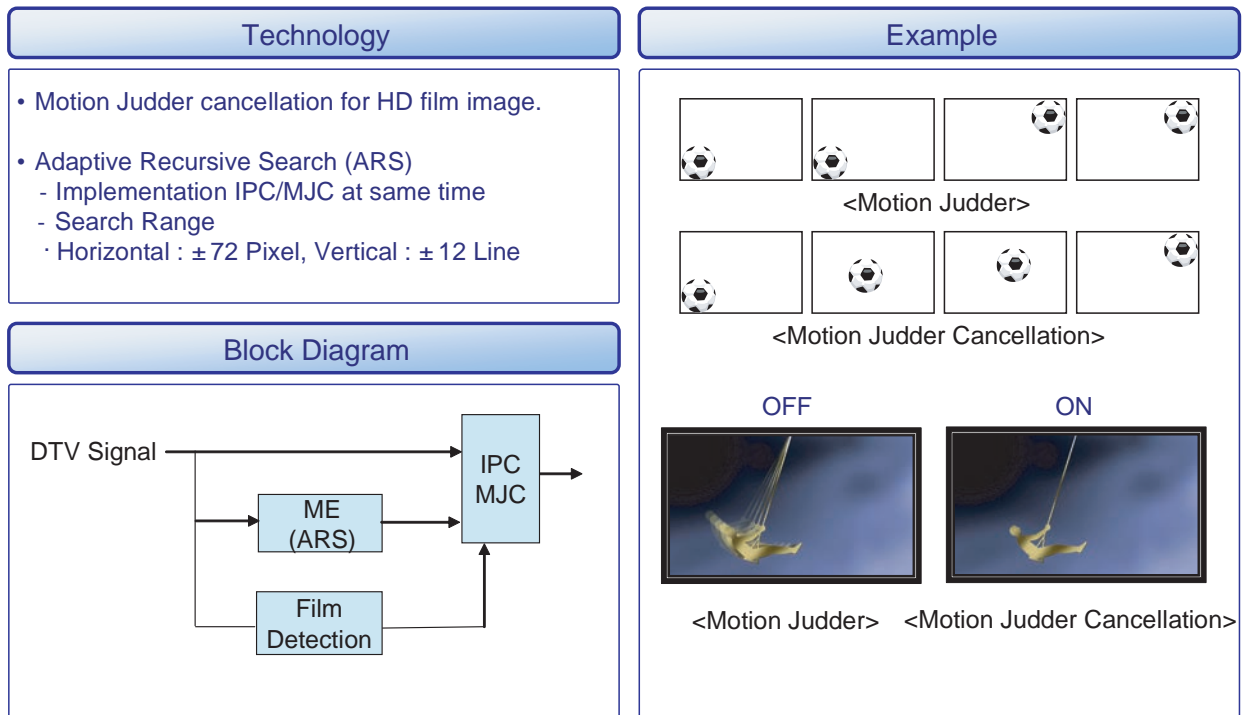 Technology
• Motion Judder cancellation for HD film image.
• Adaptive Recursive Search (ARS)
- Implementation IPC/MJC at same time
- Search Range
· Horizontal : ±72 Pixel, Vertical : ±12 Line
Block Diagram
DTV Signal
ME
(ARS)
Film
Detection
IPC
MJC
Example
<Motion Judder>
<Motion Judder Cancellation>
OFF
ON
<Motion Judder>
<Motion Judder Cancellation>